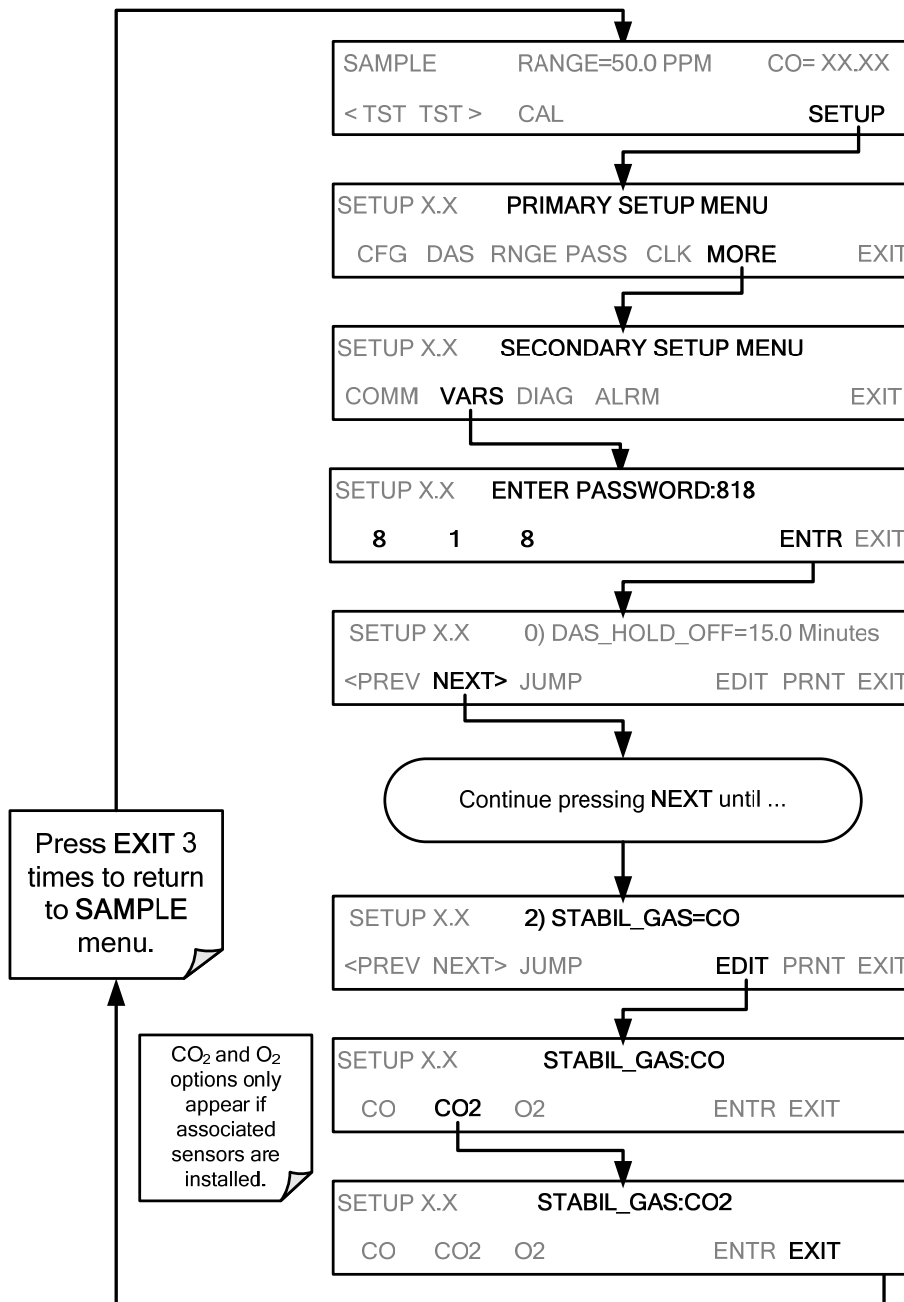 SAMPLE RANGE=50.0 PPM CO= XX.XX
< TST TST > CAL SETUP
SETUP X.X PRIMARY SETUP MENU
CFG DAS RNGE PASS CLK MORE EXIT
SETUP X.X SECONDARY SETUP MENU
COMM VARS DIAG ALRM EXIT
SETUP X.X ENTER PASSWORD:818
8 1 8 ENTR EXIT
SETUP X.X 0) DAS_HOLD_OFF=15.0 Minutes
<PREV NEXT> JUMP EDIT PRNT EXIT
Continue pressing NEXT until ...
Press EXIT 3
times to return
to SAMPLE
menu.
SETUP X.X 2) STABIL_GAS=CO
<PREV NEXT> JUMP EDIT PRNT EXIT
CO2 and O2
options only
appear if
associated
sensors are
installed.
SETUP X.X STABIL_GAS:CO
CO CO2 O2 ENTR EXIT
SETUP X.X STABIL_GAS:CO2
CO CO2 O2 ENTR EXIT